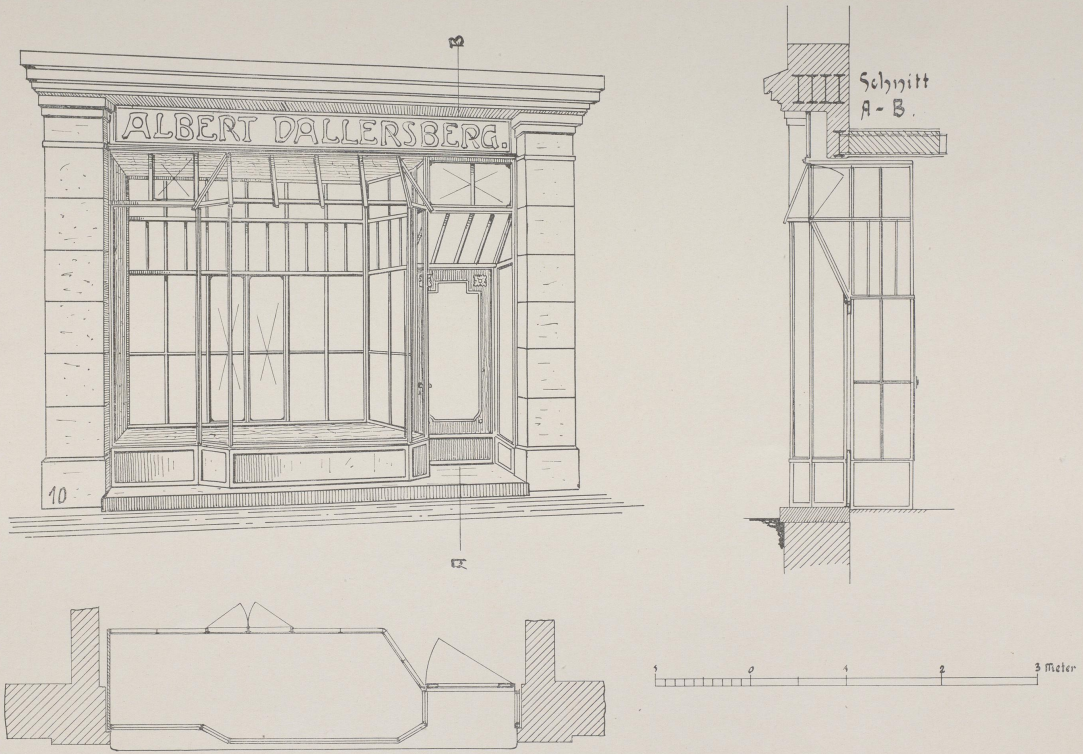 B
ALBERT DALLERSBERG.
10
A
Schnitt
A-B.
1 0 1 2 3 Meter